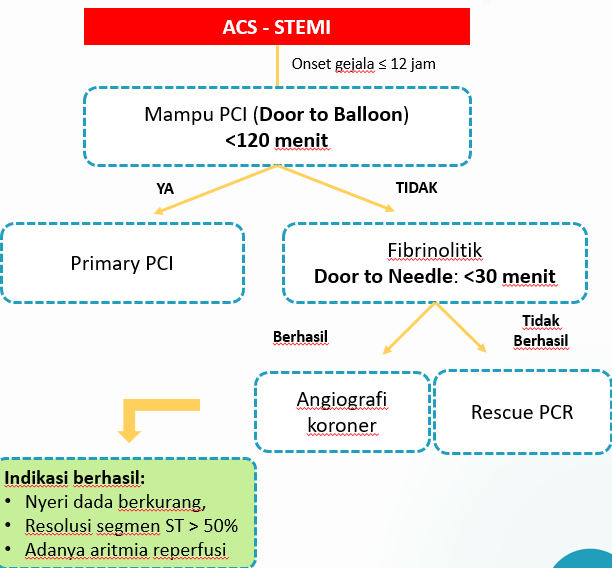 ACS - STEMI
Onset gejala ≤ 12 jam
Mampu PCI (Door to Balloon)
<120 menit
YA
TIDAK
Primary PCI
Fibrinolitik
Door to Needle: <30 menit
Berhasil
Tidak
Berhasil
Angiografi
koroner
Rescue PCR
Indikasi berhasil:
• Nyeri dada berkurang,
• Resolusi segmen ST > 50%
• Adanya aritmia reperfusi